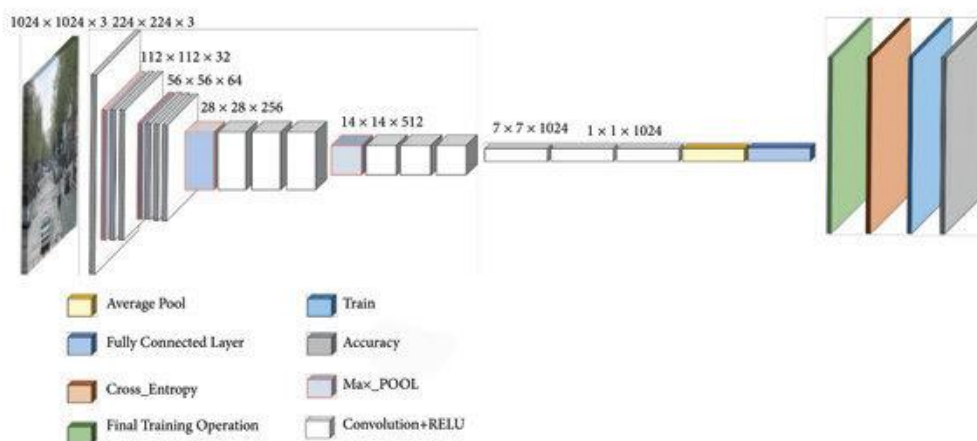 1024 × 1024 × 3 224 × 224 × 3
112 × 112 × 32
56 × 56 × 64
28 × 28 × 256
14 × 14 × 512
7 × 7 × 1024 1 × 1 × 1024
Average Pool
Train
Fully Connected Layer
Accuracy
Cross_Entropy
Max_POOL
Final Training Operation
Convolution+RELU